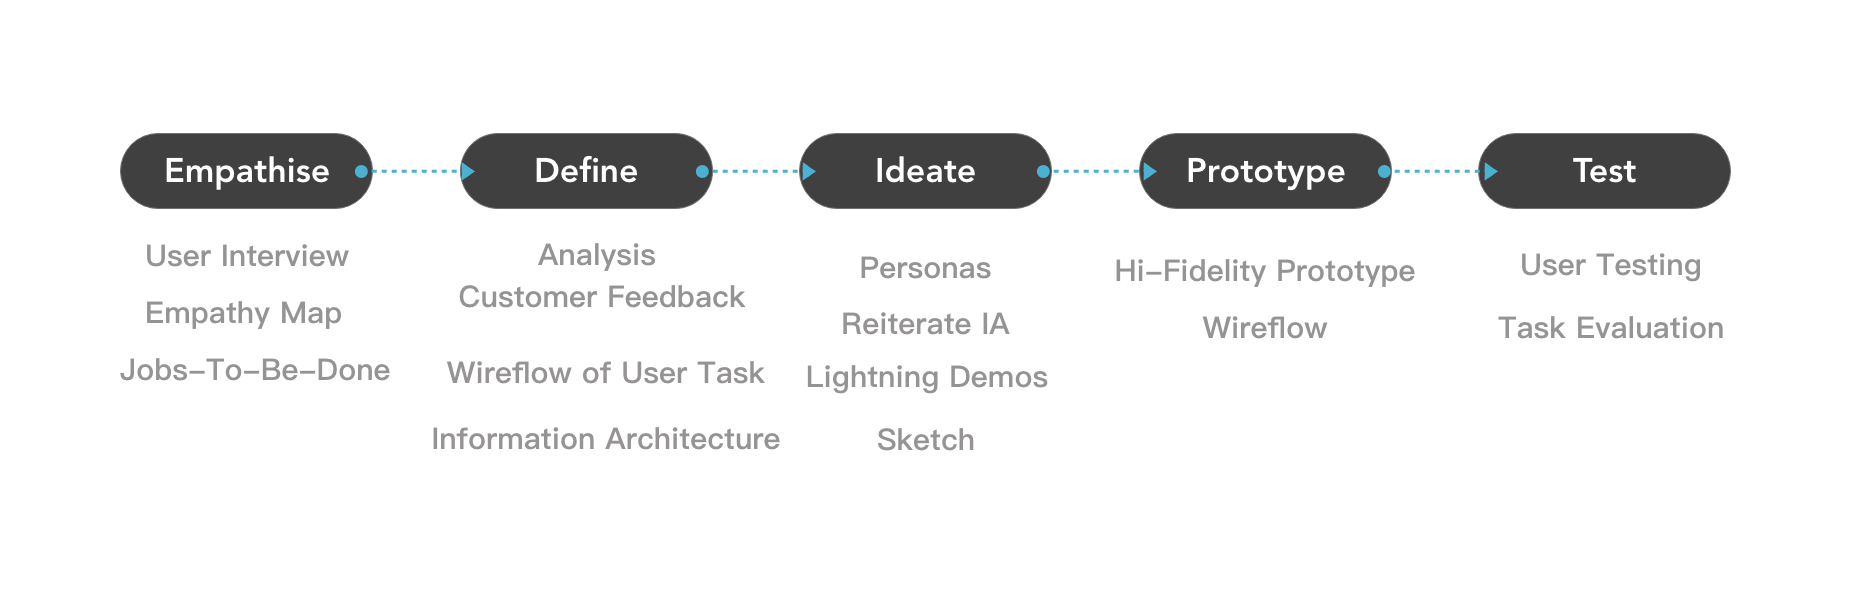 Empathise
Define
Ideate
Prototype
Test
User Interview
Empathy Map
Jobs–To–Be–Done
Analysis
Customer Feedback
Wireflow of User Task
Information Architecture
Personas
Reiterate IA
Lightning Demos
Sketch
Hi–Fidelity Prototype
Wireflow
User Testing
Task Evaluation